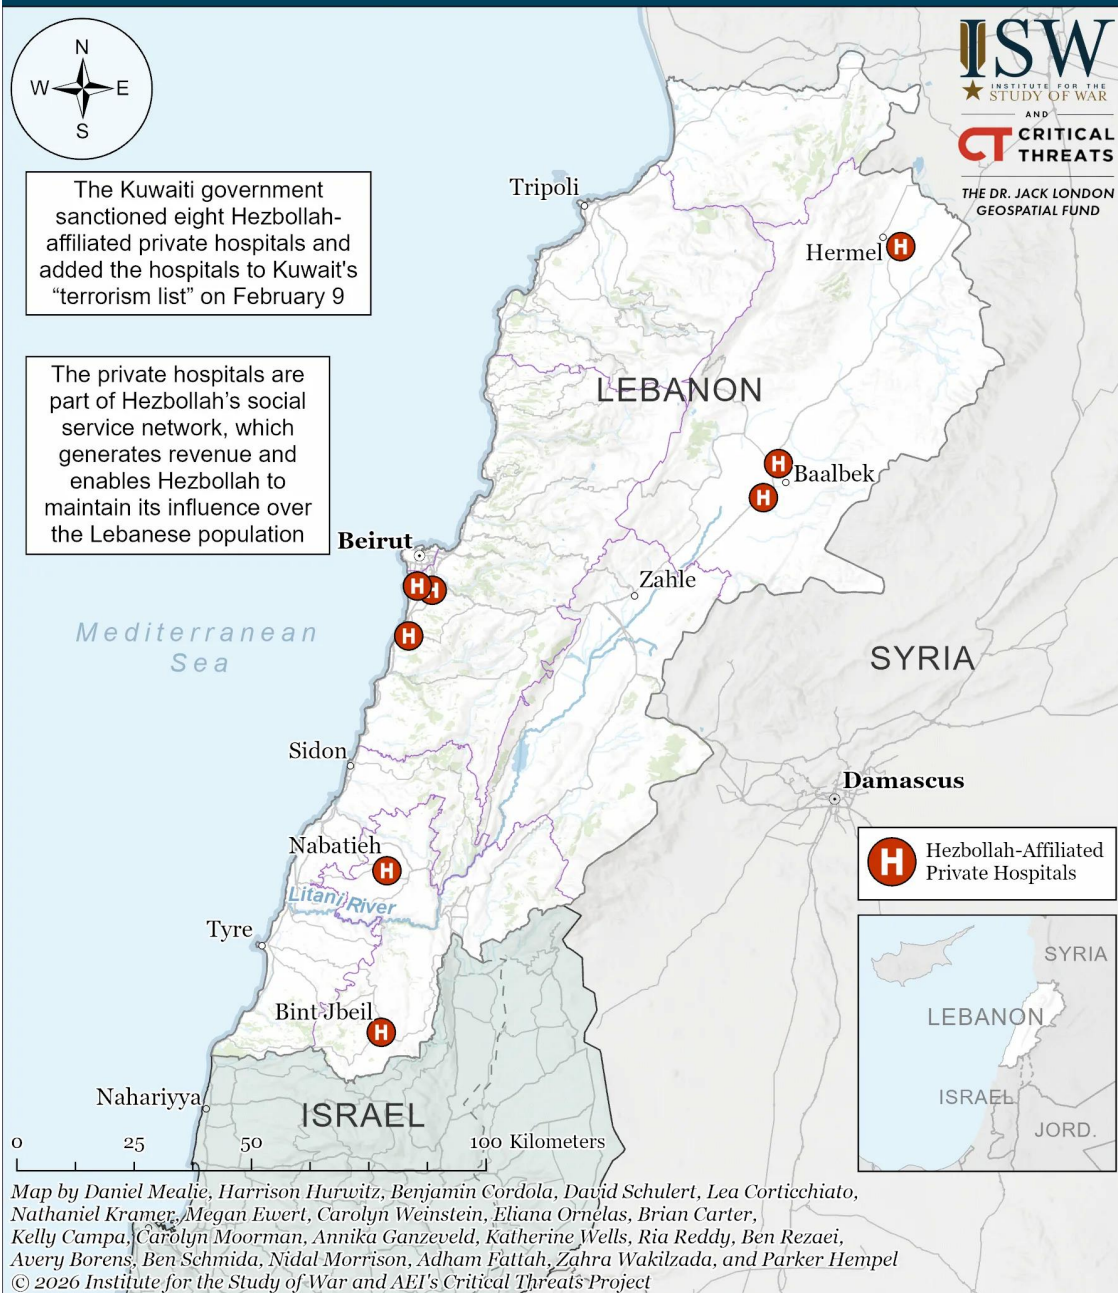 N
W
E
S
ISW
INSTITUTE FOR THE
STUDY OF WAR
AND
CT CRITICAL
THREATS
THE DR. JACK LONDON
GEOSPATIAL FUND
The Kuwaiti government
sanctioned eight Hezbollah-
affiliated private hospitals and
added the hospitals to Kuwait's
“terrorism list” on February 9
The private hospitals are
part of Hezbollah’s social
service network, which
generates revenue and
enables Hezbollah to
maintain its influence over
the Lebanese population
Tripoli
Hermel
H
LEBANON
H
Baalbek
H
Beirut
H
H
Zahle
H
Mediterranean
Sea
SYRIA
Sidon
Damascus
Nabatieh
H
Litani River
Tyre
Bint Jbeil
H
Nahariyya
ISRAEL
H
Hezbollah-Affiliated
Private Hospitals
SYRIA
LEBANON
ISRAEL
JORD.
0 25 50 100 Kilometers
Map by Daniel Mealie, Harrison Hurwitz, Benjamin Cordola, David Schulert, Lea Corticchiato,
Nathaniel Kramer, Megan Ewert, Carolyn Weinstein, Eliana Ornelas, Brian Carter,
Kelly Campa, Carolyn Moorman, Annika Ganzeveld, Katherine Wells, Ria Reddy, Ben Rezaei,
Avery Borens, Ben Schmida, Nidal Morrison, Adham Fattah, Zahra Wakilzada, and Parker Hempel
© 2026 Institute for the Study of War and AEI's Critical Threats Project